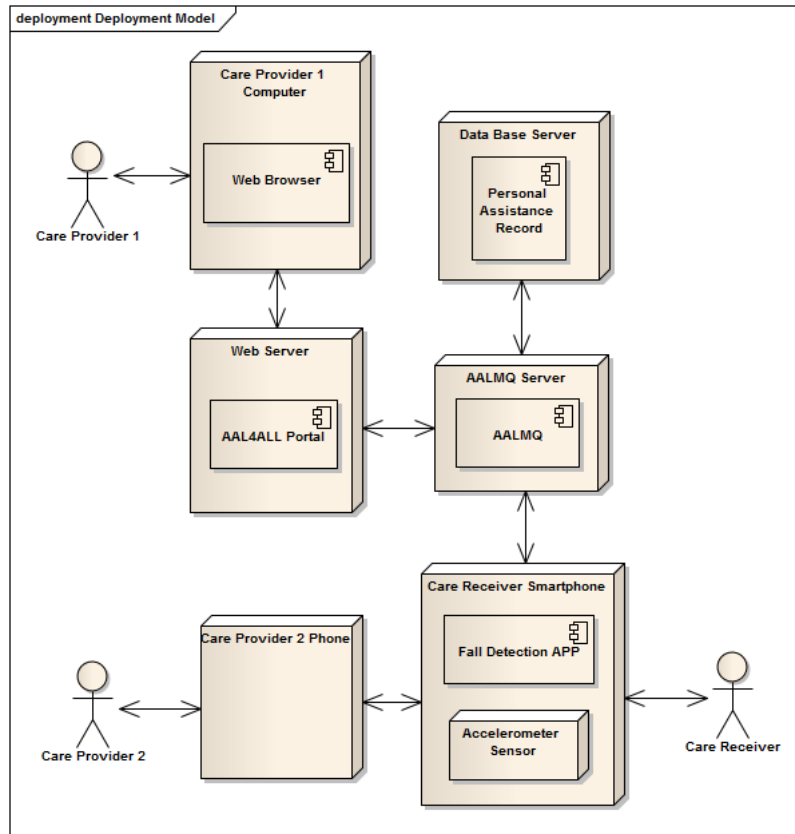 deployment Deployment Model
Care Provider 1
Computer
Web Browser
Care Provider 1
Data Base Server
Personal
Assistance
Record
Web Server
AAL4ALL Portal
AALMQ Server
AALMQ
Care Receiver Smartphone
Fall Detection APP
Accelerometer
Sensor
Care Provider 2 Phone
Care Provider 2
Care Receiver